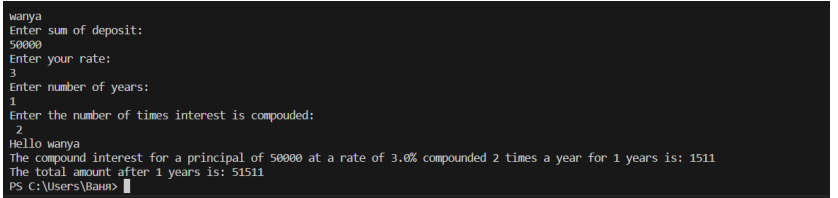 wanya
Enter sum of deposit:
50000
Enter your rate:
3
Enter number of years:
1
Enter the number of times interest is compouded:
 2
Hello wanya
The compound interest for a principal of 50000 at a rate of 3.0% compounded 2 times a year for 1 years is: 1511
The total amount after 1 years is: 51511
PS C:\Users\Ваня>